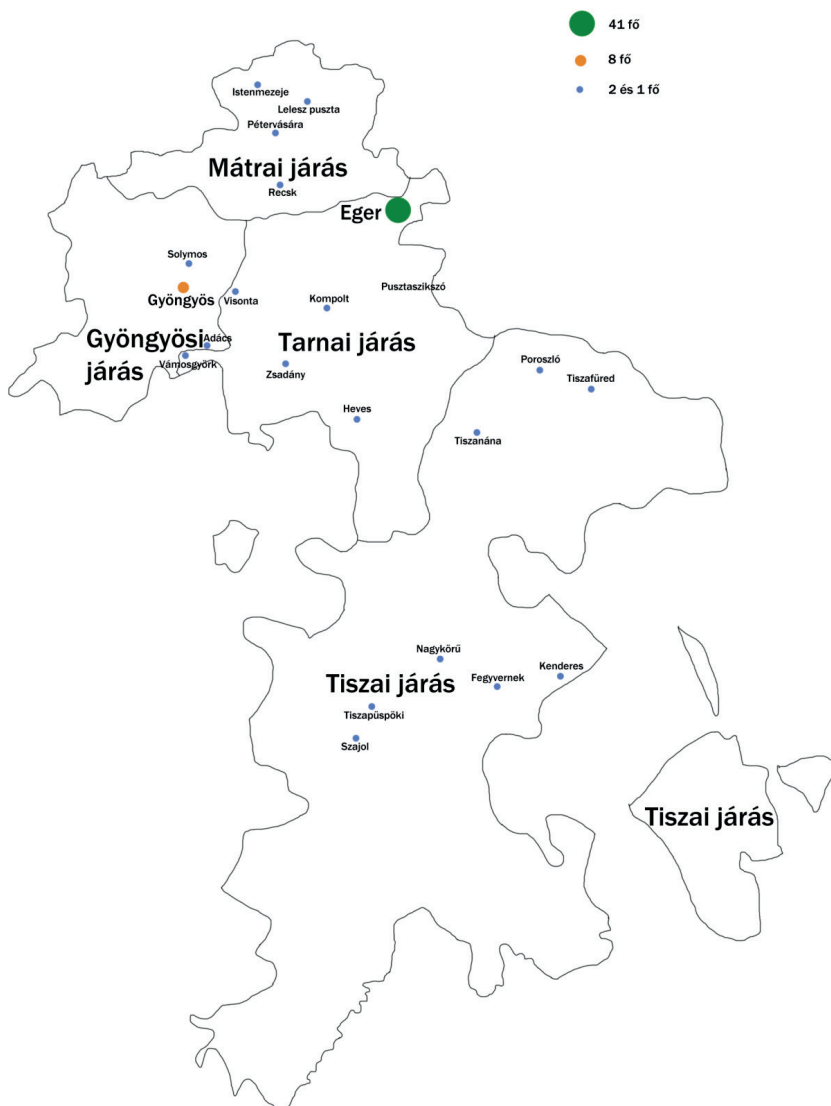 41 fő
8 fő
2 és 1 fő
Istenmezeje
Lelesz puszta
Pétervására
Mátrai járás
Recsk
Eger
Solymos
Gyöngyös
Visonta
Kompolt
Pusztaszikszó
Gyöngyösi
járás
Adács
Vámosgyörk
Tarnai járás
Zsadány
Heves
Poroszló
Tiszafüred
Tiszanána
Nagykörű
Tiszai járás
Fegyvernek
Kenderes
Tiszapüspöki
Szajol
Tiszai járás